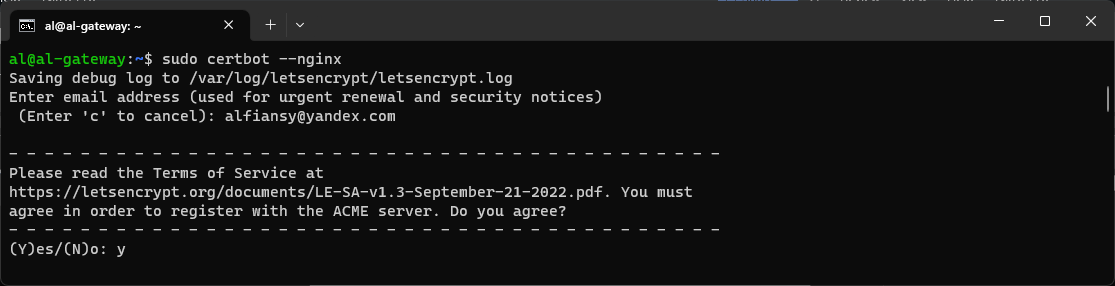 al@al-gateway: ~
al@al-gateway:~$ sudo certbot --nginx
Saving debug log to /var/log/letsencrypt/letsencrypt.log
Enter email address (used for urgent renewal and security notices)
 (Enter 'c' to cancel): alfiansy@yandex.com
- - - - - - - - - - - - - - - - - - - - - - - - - - - - - - - - - - - - - - - -
Please read the Terms of Service at
https://letsencrypt.org/documents/LE-SA-v1.3-September-21-2022.pdf. You must
agree in order to register with the ACME server. Do you agree?
- - - - - - - - - - - - - - - - - - - - - - - - - - - - - - - - - - - - - - - -
(Y)es/(N)o: y